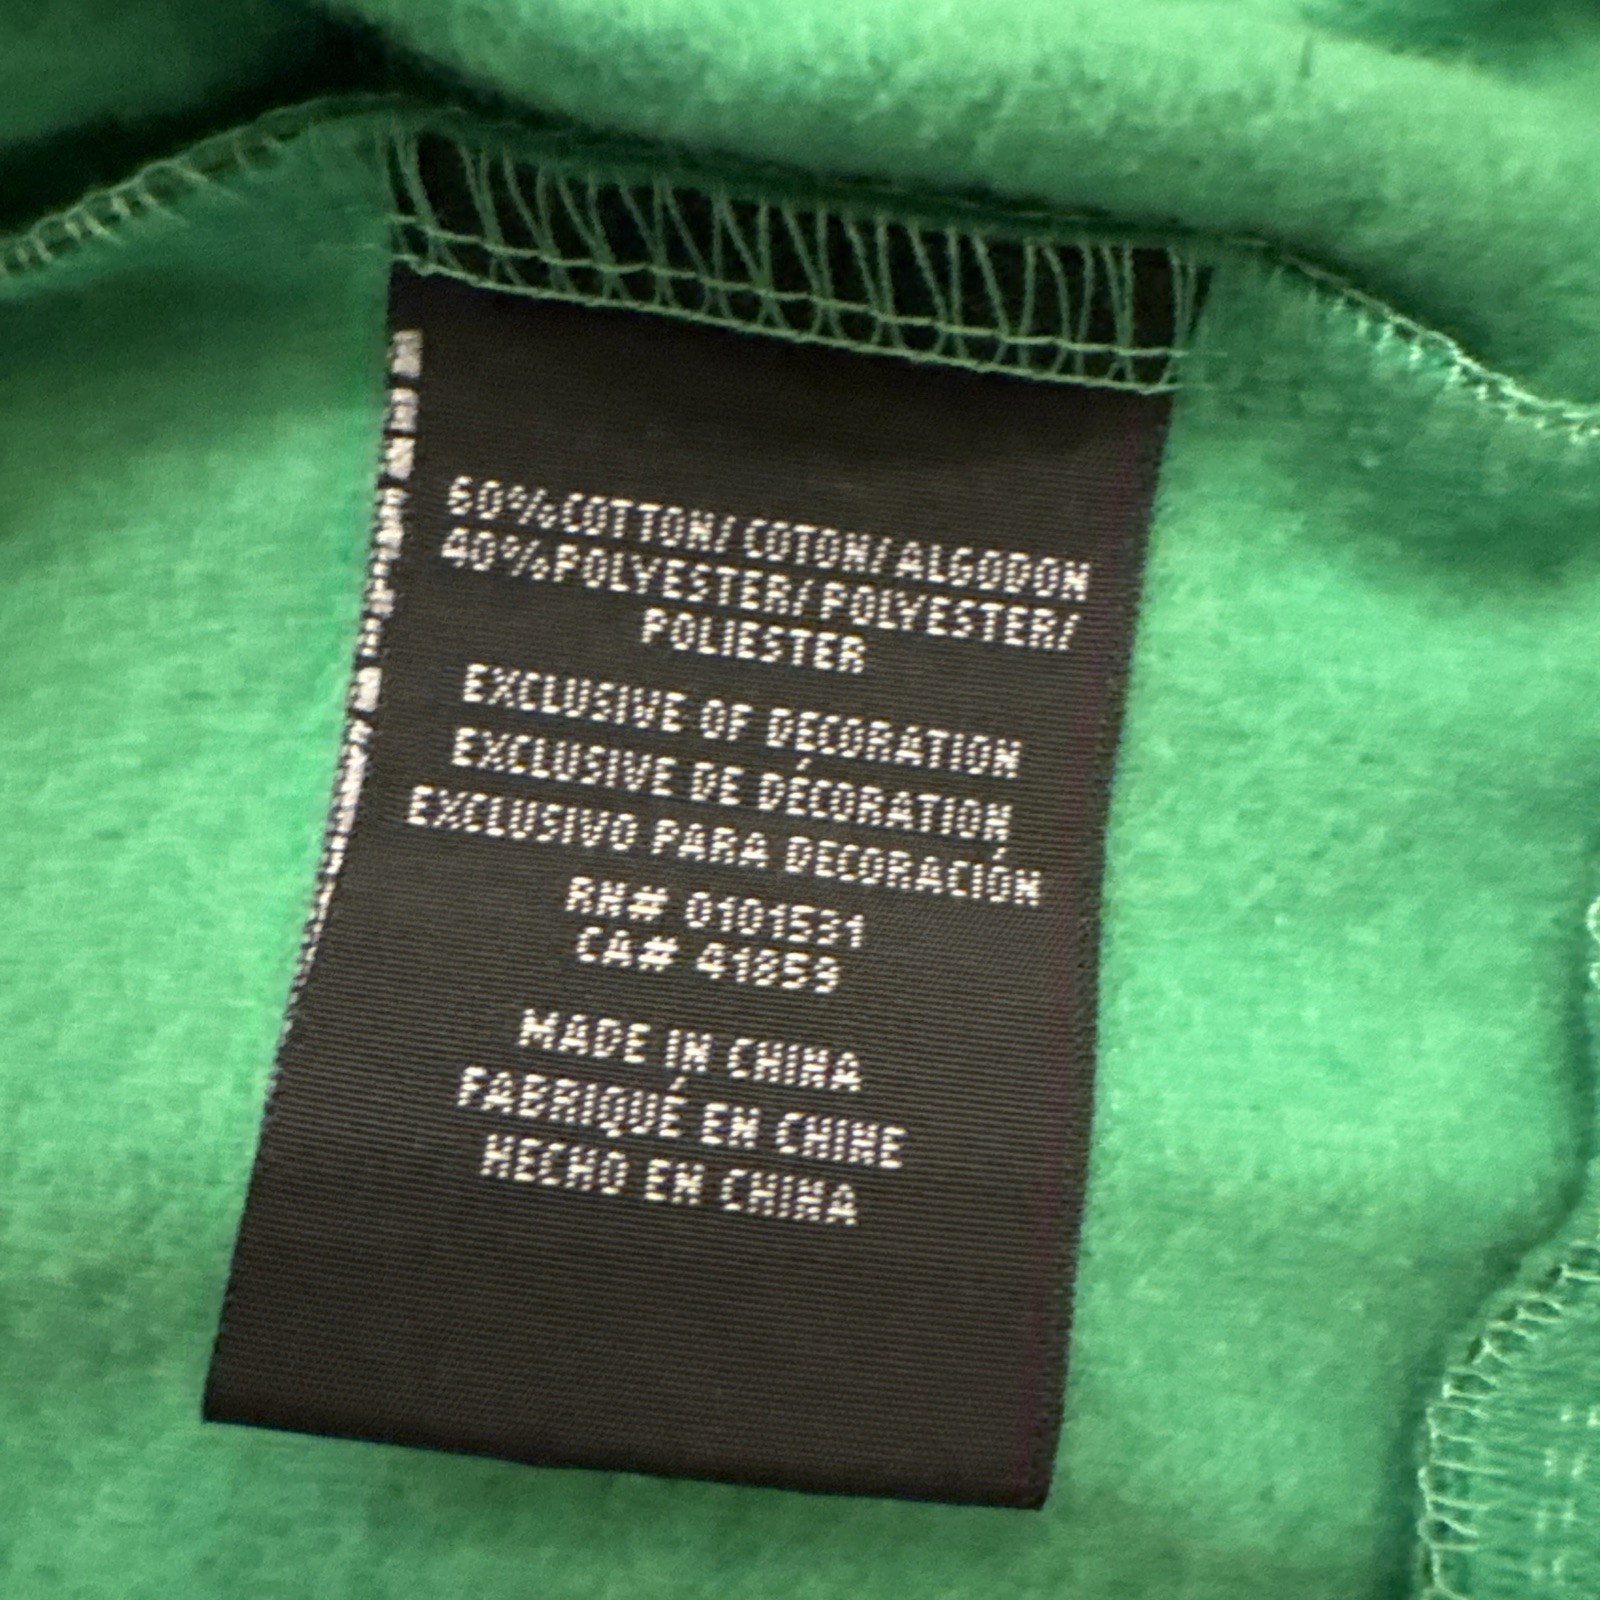 60%COTTON/COTON/ALGODON
40%POLYESTER/POLYESTER/
POLIESTER
EXCLUSIVE OF DECORATION
EXCLUSIVE DE DÉCORATION
EXCLUSIVO PARA DECORACIÓN
RN# 0101531
CA# 41859
MADE IN CHINA
FABRIQUÉ EN CHINE
HECHO EN CHINA